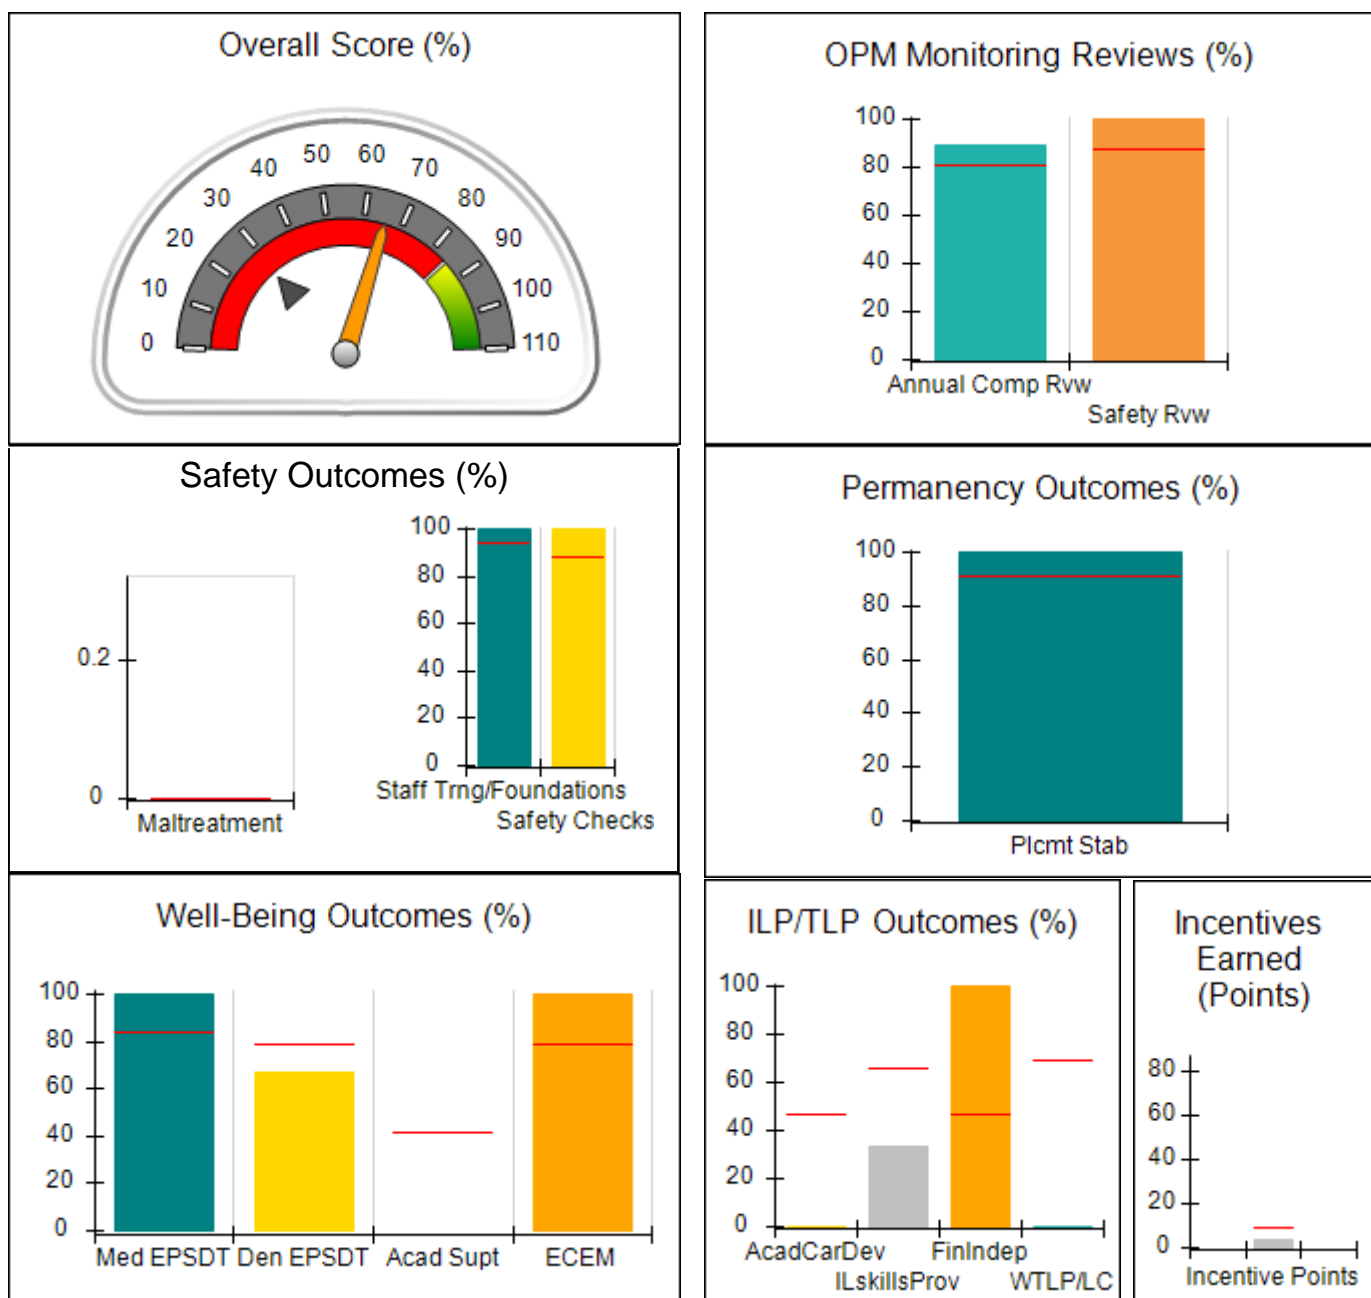 Overall Score (%)
0
10
20
30
40
50
60
70
80
90
100
110
OPM Monitoring Reviews (%)
100
80
60
40
20
0
Annual Comp Rvw
Safety Rvw
Safety Outcomes (%)
0.2
0
Maltreatment
100
80
60
40
20
0
Staff Trng/Foundations
Safety Checks
Permanency Outcomes (%)
100
80
60
40
20
0
Plcmt Stab
Well-Being Outcomes (%)
100
80
60
40
20
0
Med EPSDT Den EPSDT Acad Supt ECEM
ILP/TLP Outcomes (%)
100
80
60
40
20
0
AcadCarDev FinIndep
ILskillsProv WTLP/LC
Incentives
Earned
(Points)
80
60
40
20
0
Incentive Points